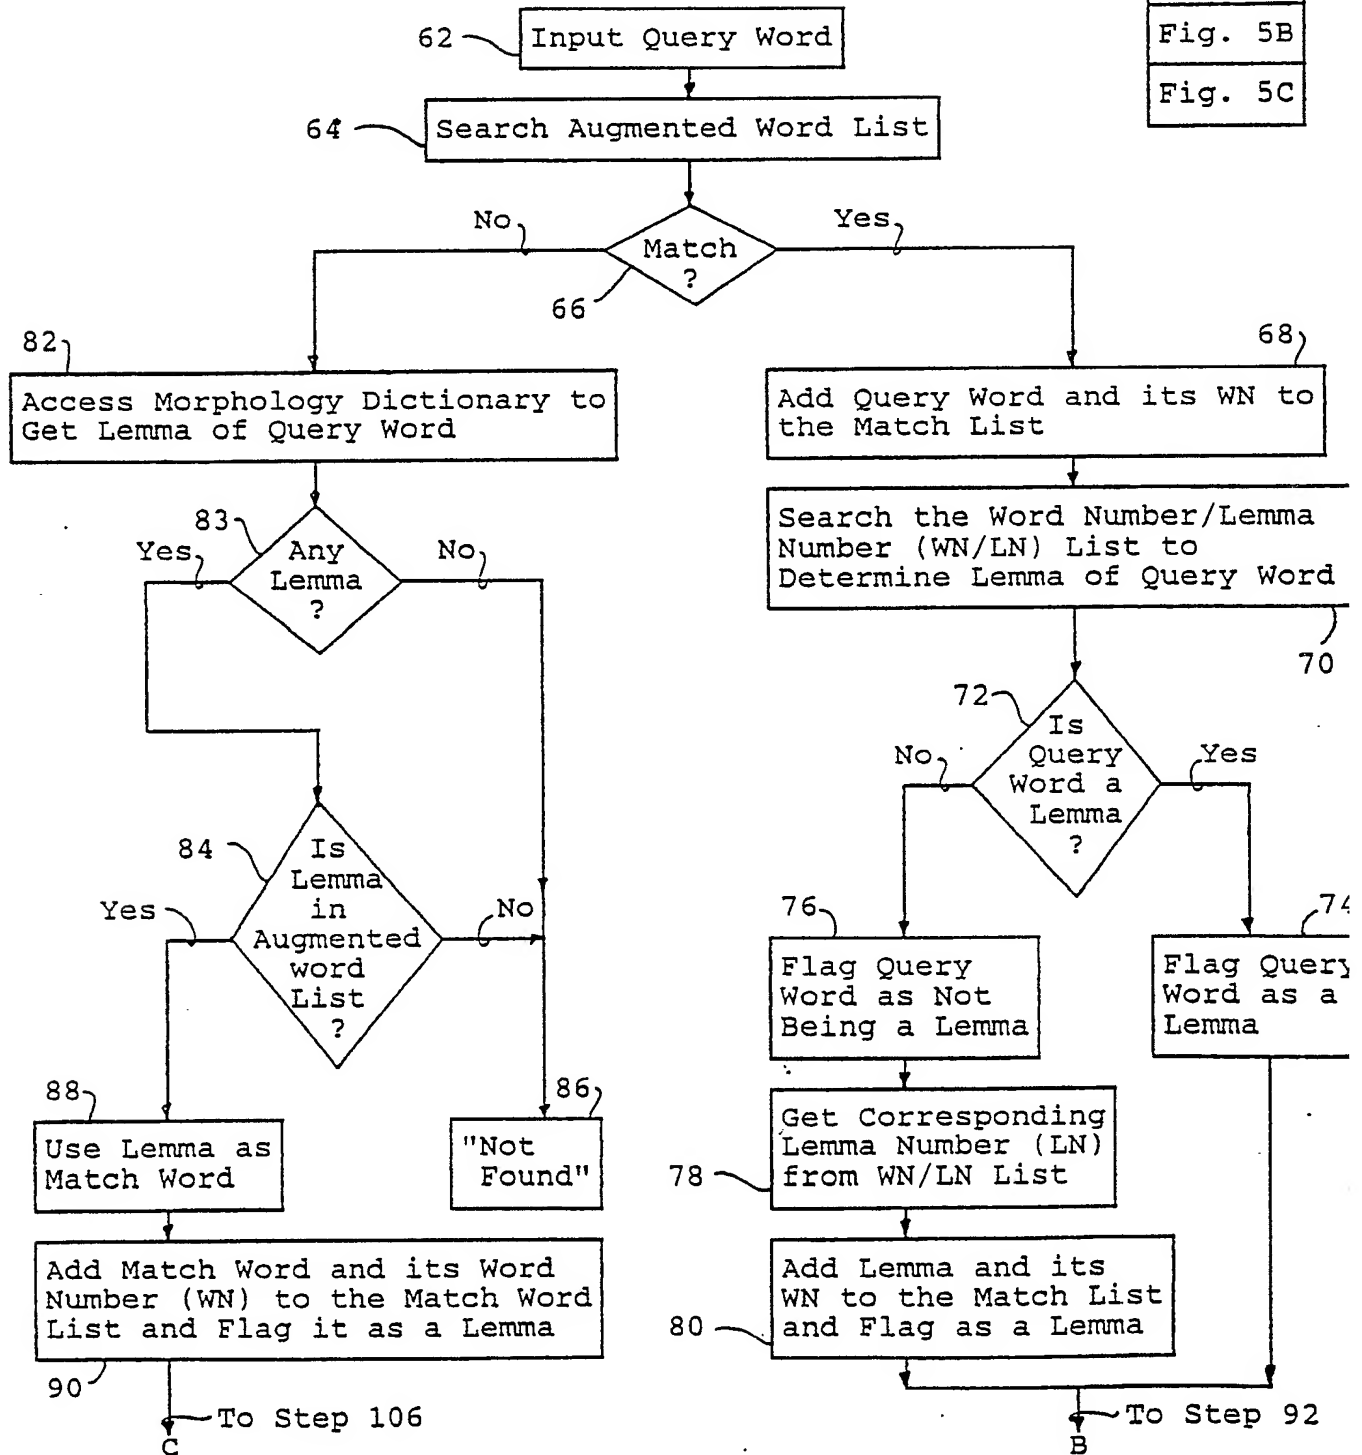 62
Input Query Word
Fig. 5B
Fig. 5C
64
Search Augmented Word List
No
Yes
Match
?
66
82
68
Access Morphology Dictionary to
Get Lemma of Query Word
Add Query Word and its WN to
the Match List
83
Yes
Any
Lemma
?
No
Search the Word Number/Lemma
Number (WN/LN) List to
Determine Lemma of Query Word
70
72
No
Is
Query
Word a
Lemma
?
Yes
84
Yes
Is
Lemma
in
Augmented
word
List
?
No
76
74
Flag Query
Word as Not
Being a Lemma
Flag Query
Word as a
Lemma
88
86
Use Lemma as
Match Word
"Not
Found"
78
Get Corresponding
Lemma Number (LN)
from WN/LN List
Add Match Word and its Word
Number (WN) to the Match Word
List and Flag it as a Lemma
80
Add Lemma and its
WN to the Match List
and Flag as a Lemma
90
To Step 106
C
To Step 92
B